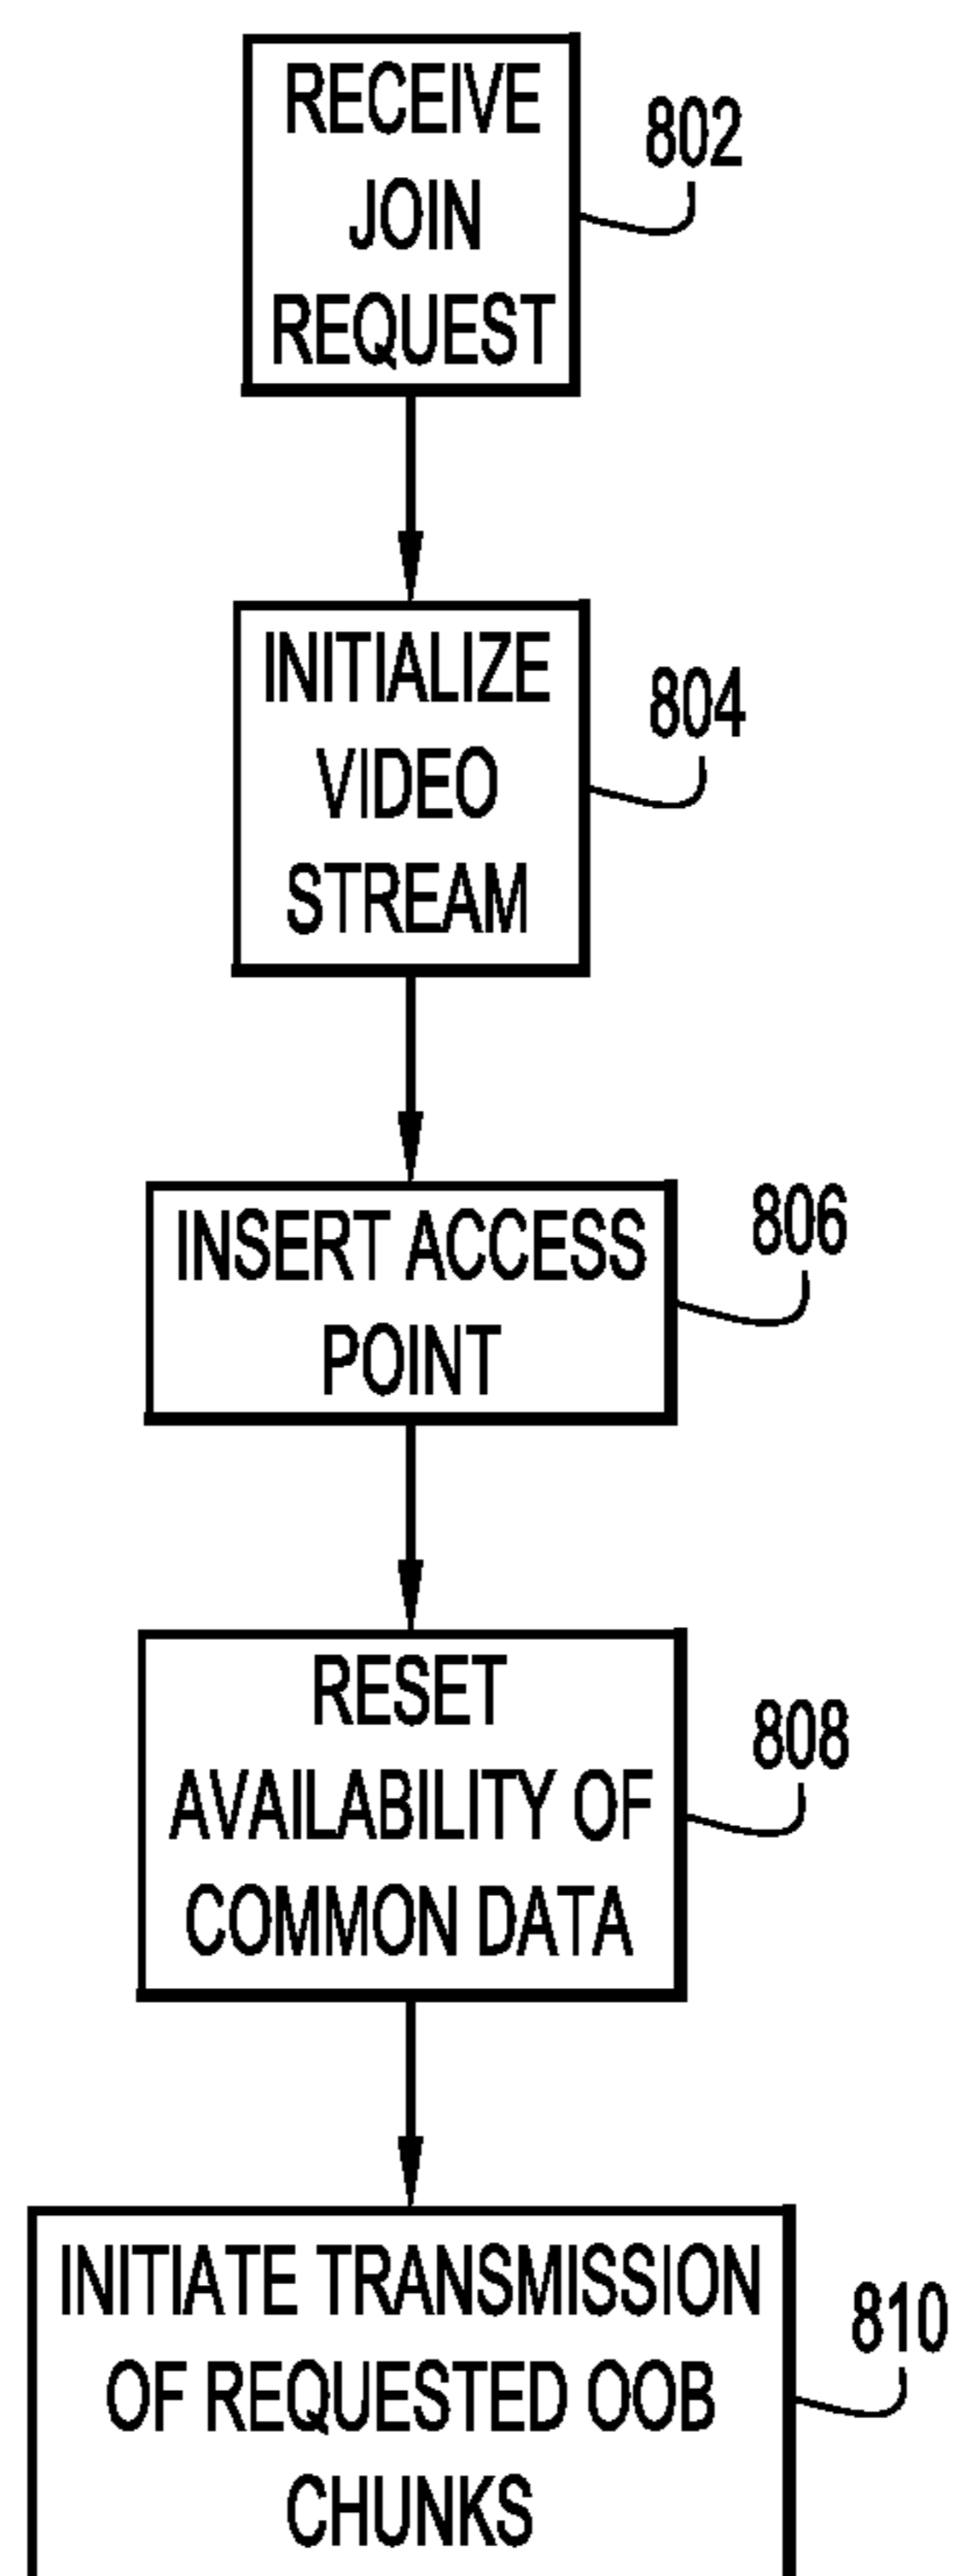 RECEIVE
JOIN
REQUEST
802
INITIALIZE
VIDEO
STREAM
804
INSERT ACCESS
POINT
806
RESET
AVAILABILITY OF
COMMON DATA
808
INITIATE TRANSMISSION
OF REQUESTED OOB
CHUNKS
810